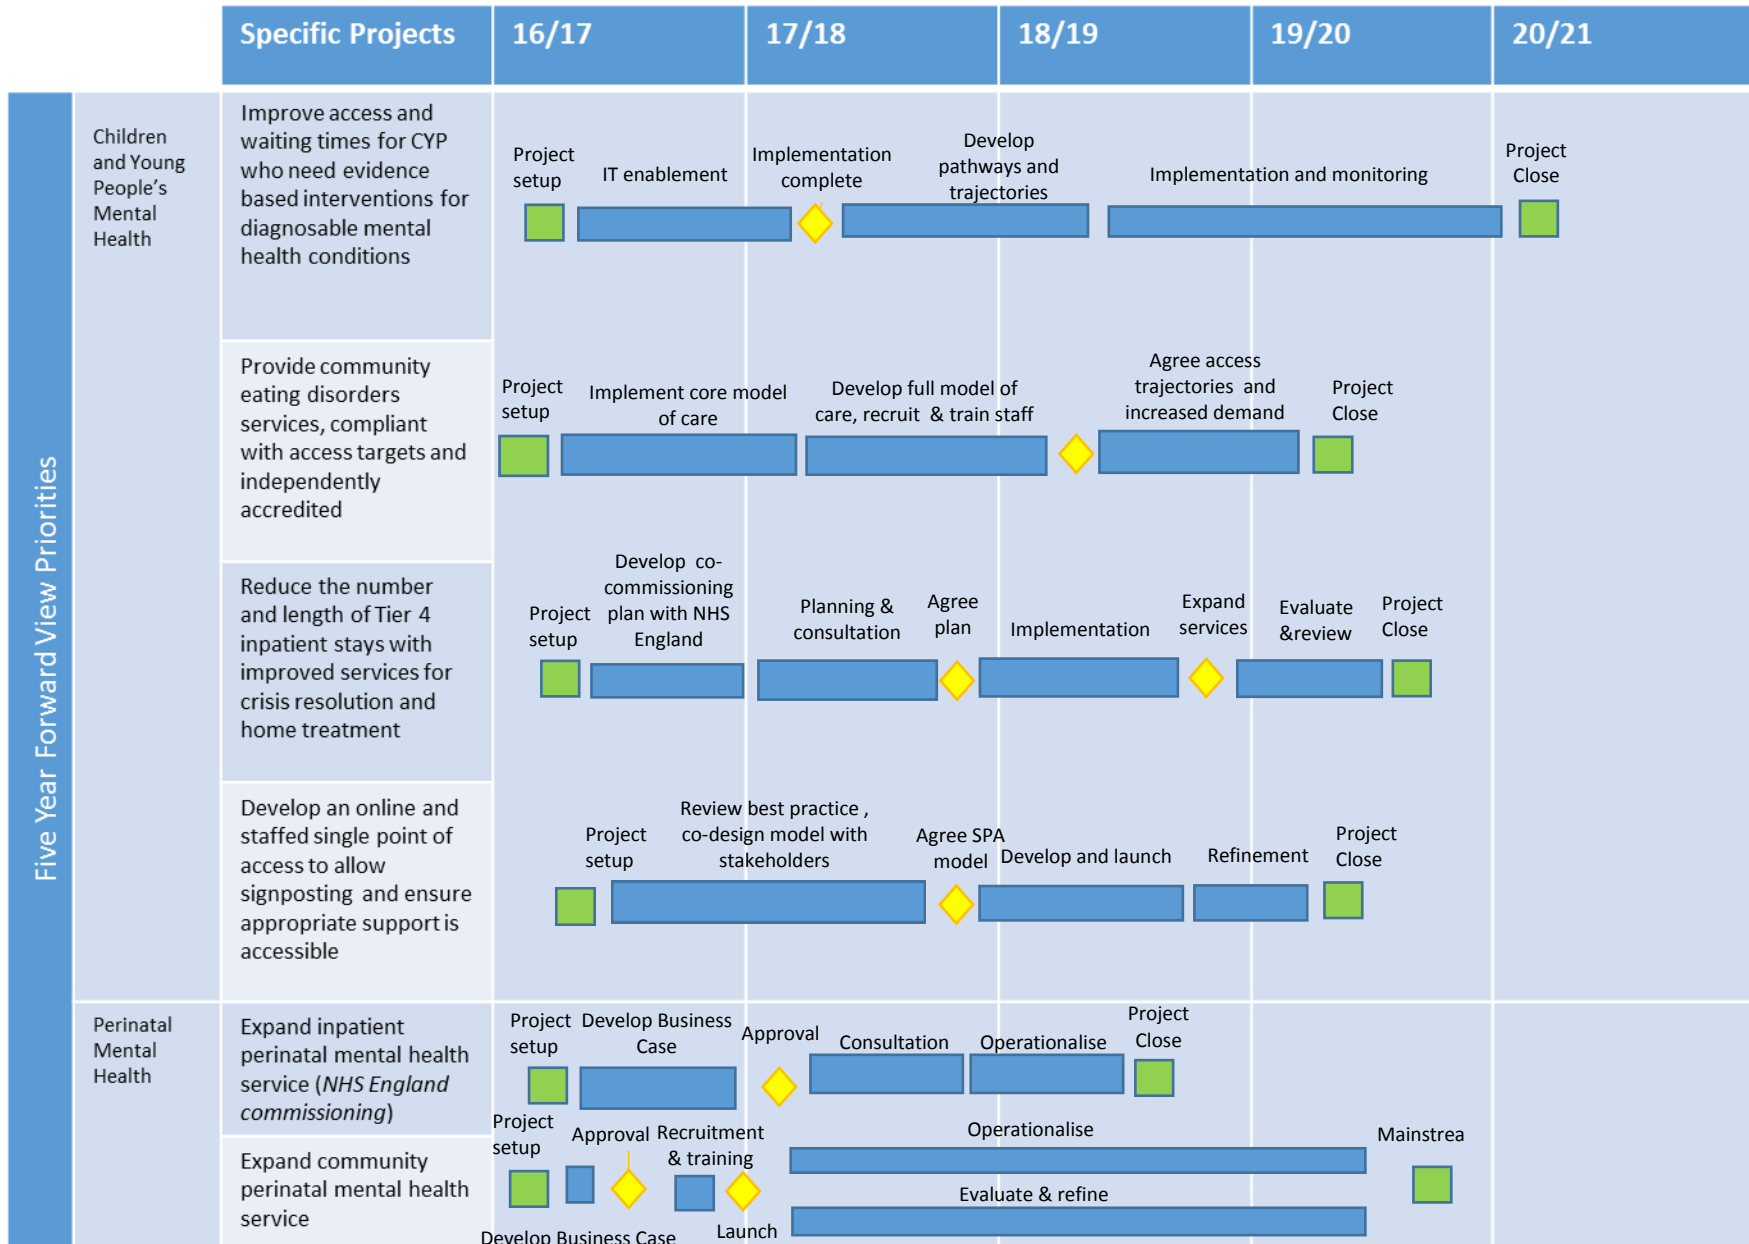 Specific Projects
16/17
17/18
18/19
19/20
20/21
Five Year Forward View Priorities
Children
and Young
People's
Mental
Health
Improve access and
waiting times for CYP
who need evidence
based interventions for
diagnosable mental
health conditions
Project
setup
IT enablement
Implementation
complete
Develop
pathways and
trajectories
Implementation and monitoring
Project
Close
Provide community
eating disorders
services, compliant
with access targets and
independently
accredited
Project
setup
Implement core model
of care
Develop full model of
care, recruit & train staff
Agree access
trajectories and
increased demand
Project
Close
Reduce the number
and length of Tier 4
inpatient stays with
improved services for
crisis resolution and
home treatment
Project
setup
Develop co-
commissioning
plan with NHS
England
Planning &
consultation
Agree
plan
Implementation
Expand
services
Evaluate
&review
Project
Close
Develop an online and
staffed single point of
access to allow
signposting and ensure
appropriate support is
accessible
Project
setup
Review best practice ,
co-design model with
stakeholders
Agree SPA
model
Develop and launch
Refinement
Project
Close
Perinatal
Mental
Health
Expand inpatient
perinatal mental health
service (NHS England
commissioning)
Project
setup
Develop Business
Case
Approval
Consultation
Operationalise
Project
Close
Expand community
perinatal mental health
service
Project
setup
Develop Business Case
Approval
Recruitment
& training
Launch
Operationalise
Evaluate & refine
Mainstrea